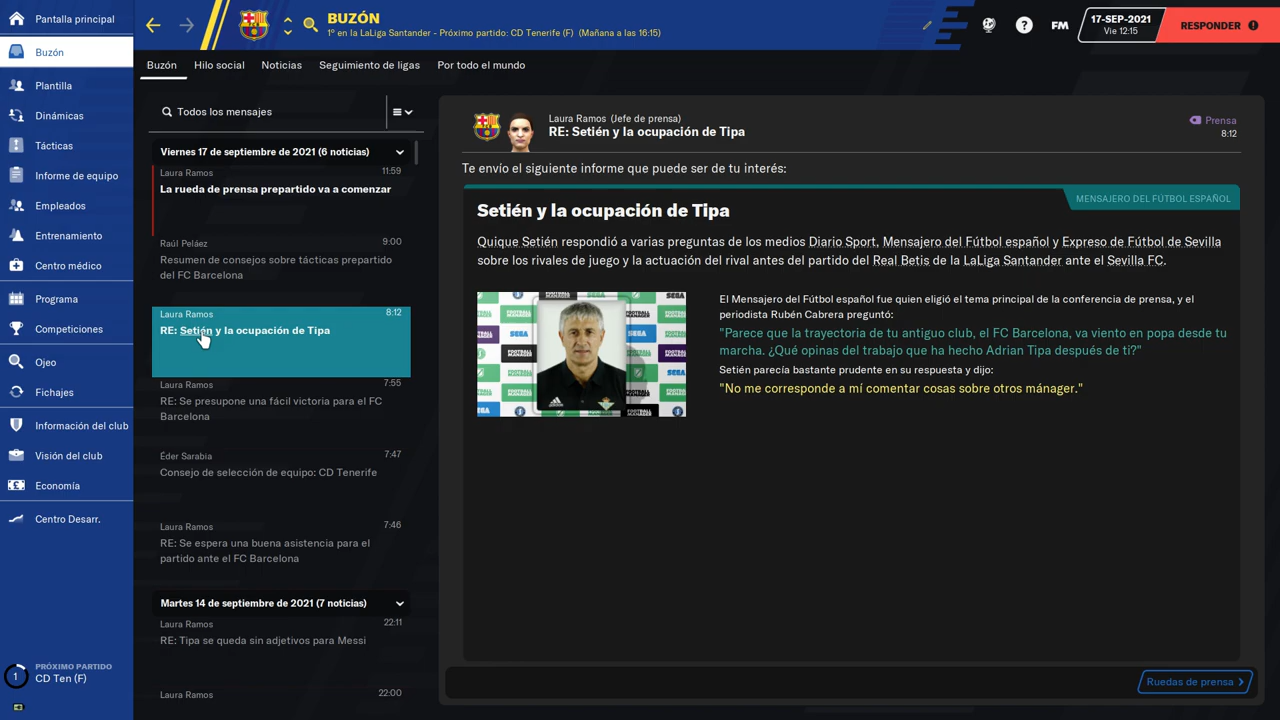 Pantalla principal
Buzón
Plantilla
Dinámicas
Tácticas
Informe de equipo
Empleados
Entrenamiento
Centro médico
Programa
Competiciones
Ojeo
Fichajes
Información del club
Visión del club
Economía
Centro Desarr.
1
PRÓXIMO PARTIDO
CD Ten (F)
BUZÓN
1º en la LaLiga Santander - Próximo partido: CD Tenerife (F) (Mañana a las 16:15)
?
FM
17-SEP-2021
Vie 12:15
RESPONDER
Buzón
Hilo social
Noticias
Seguimiento de ligas
Por todo el mundo
Todos los mensajes
Viernes 17 de septiembre de 2021 (6 noticias)
Laura Ramos 11:59
La rueda de prensa prepartido va a comenzar
Raúl Peláez 9:00
Resumen de consejos sobre tácticas prepartido
del FC Barcelona
Laura Ramos 8:12
RE: Setién y la ocupación de Tipa
Laura Ramos 7:55
RE: Se presupone una fácil victoria para el FC
Barcelona
Éder Sarabia 7:47
Consejo de selección de equipo: CD Tenerife
Laura Ramos 7:46
RE: Se espera una buena asistencia para el
partido ante el FC Barcelona
Martes 14 de septiembre de 2021 (7 noticias)
Laura Ramos 22:11
RE: Tipa se queda sin adjetivos para Messi
Laura Ramos 22:00
Laura Ramos (Jefe de prensa)
RE: Setién y la ocupación de Tipa
Prensa
8:12
Te envío el siguiente informe que puede ser de tu interés:
MENSAJERO DEL FÚTBOL ESPAÑOL
Setién y la ocupación de Tipa
Quique Setién respondió a varias preguntas de los medios Diario Sport, Mensajero del Fútbol español y Expreso de Fútbol de Sevilla
sobre los rivales de juego y la actuación del rival antes del partido del Real Betis de la LaLiga Santander ante el Sevilla FC.
SEGA
El Mensajero del Fútbol español fue quien eligió el tema principal de la conferencia de prensa, y el
periodista Rubén Cabrera preguntó:
"Parece que la trayectoria de tu antiguo club, el FC Barcelona, va viento en popa desde tu
marcha. ¿Qué opinas del trabajo que ha hecho Adrian Tipa después de ti?"
Setién parecía bastante prudente en su respuesta y dijo:
"No me corresponde a mí comentar cosas sobre otros mánager."
Ruedas de prensa